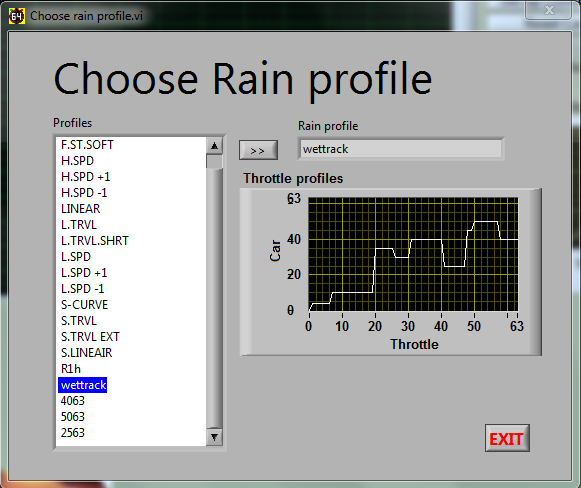 64 Choose rain profile.vi
x
Choose Rain profile
Profiles
F.ST.SOFT
H.SPD
H.SPD +1
H.SPD -1
LINEAR
L.TRVL
L.TRVL.SHRT
L.SPD
L.SPD +1
L.SPD -1
S-CURVE
S.TRVL
S.TRVL EXT
S.LINEAIR
R1h
wettrack
4063
5063
2563
>>
Rain profile
wettrack
Throttle profiles
63
40
20
0
Car
0 10 20 30 40 50 63
Throttle
EXIT